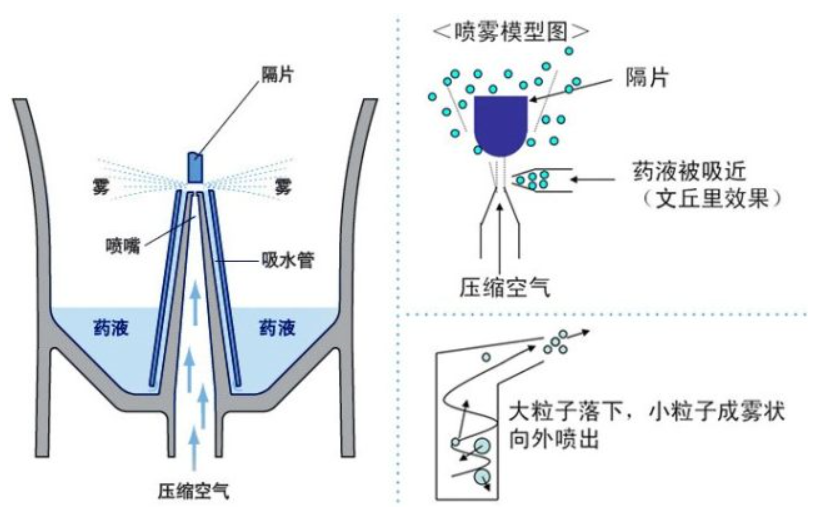 隔片
雾
雾
喷嘴
吸水管
药液
药液
压缩空气
＜喷雾模型图＞
隔片
药液被吸近
（文丘里效果）
压缩空气
大粒子落下，小粒子成雾状
向外喷出